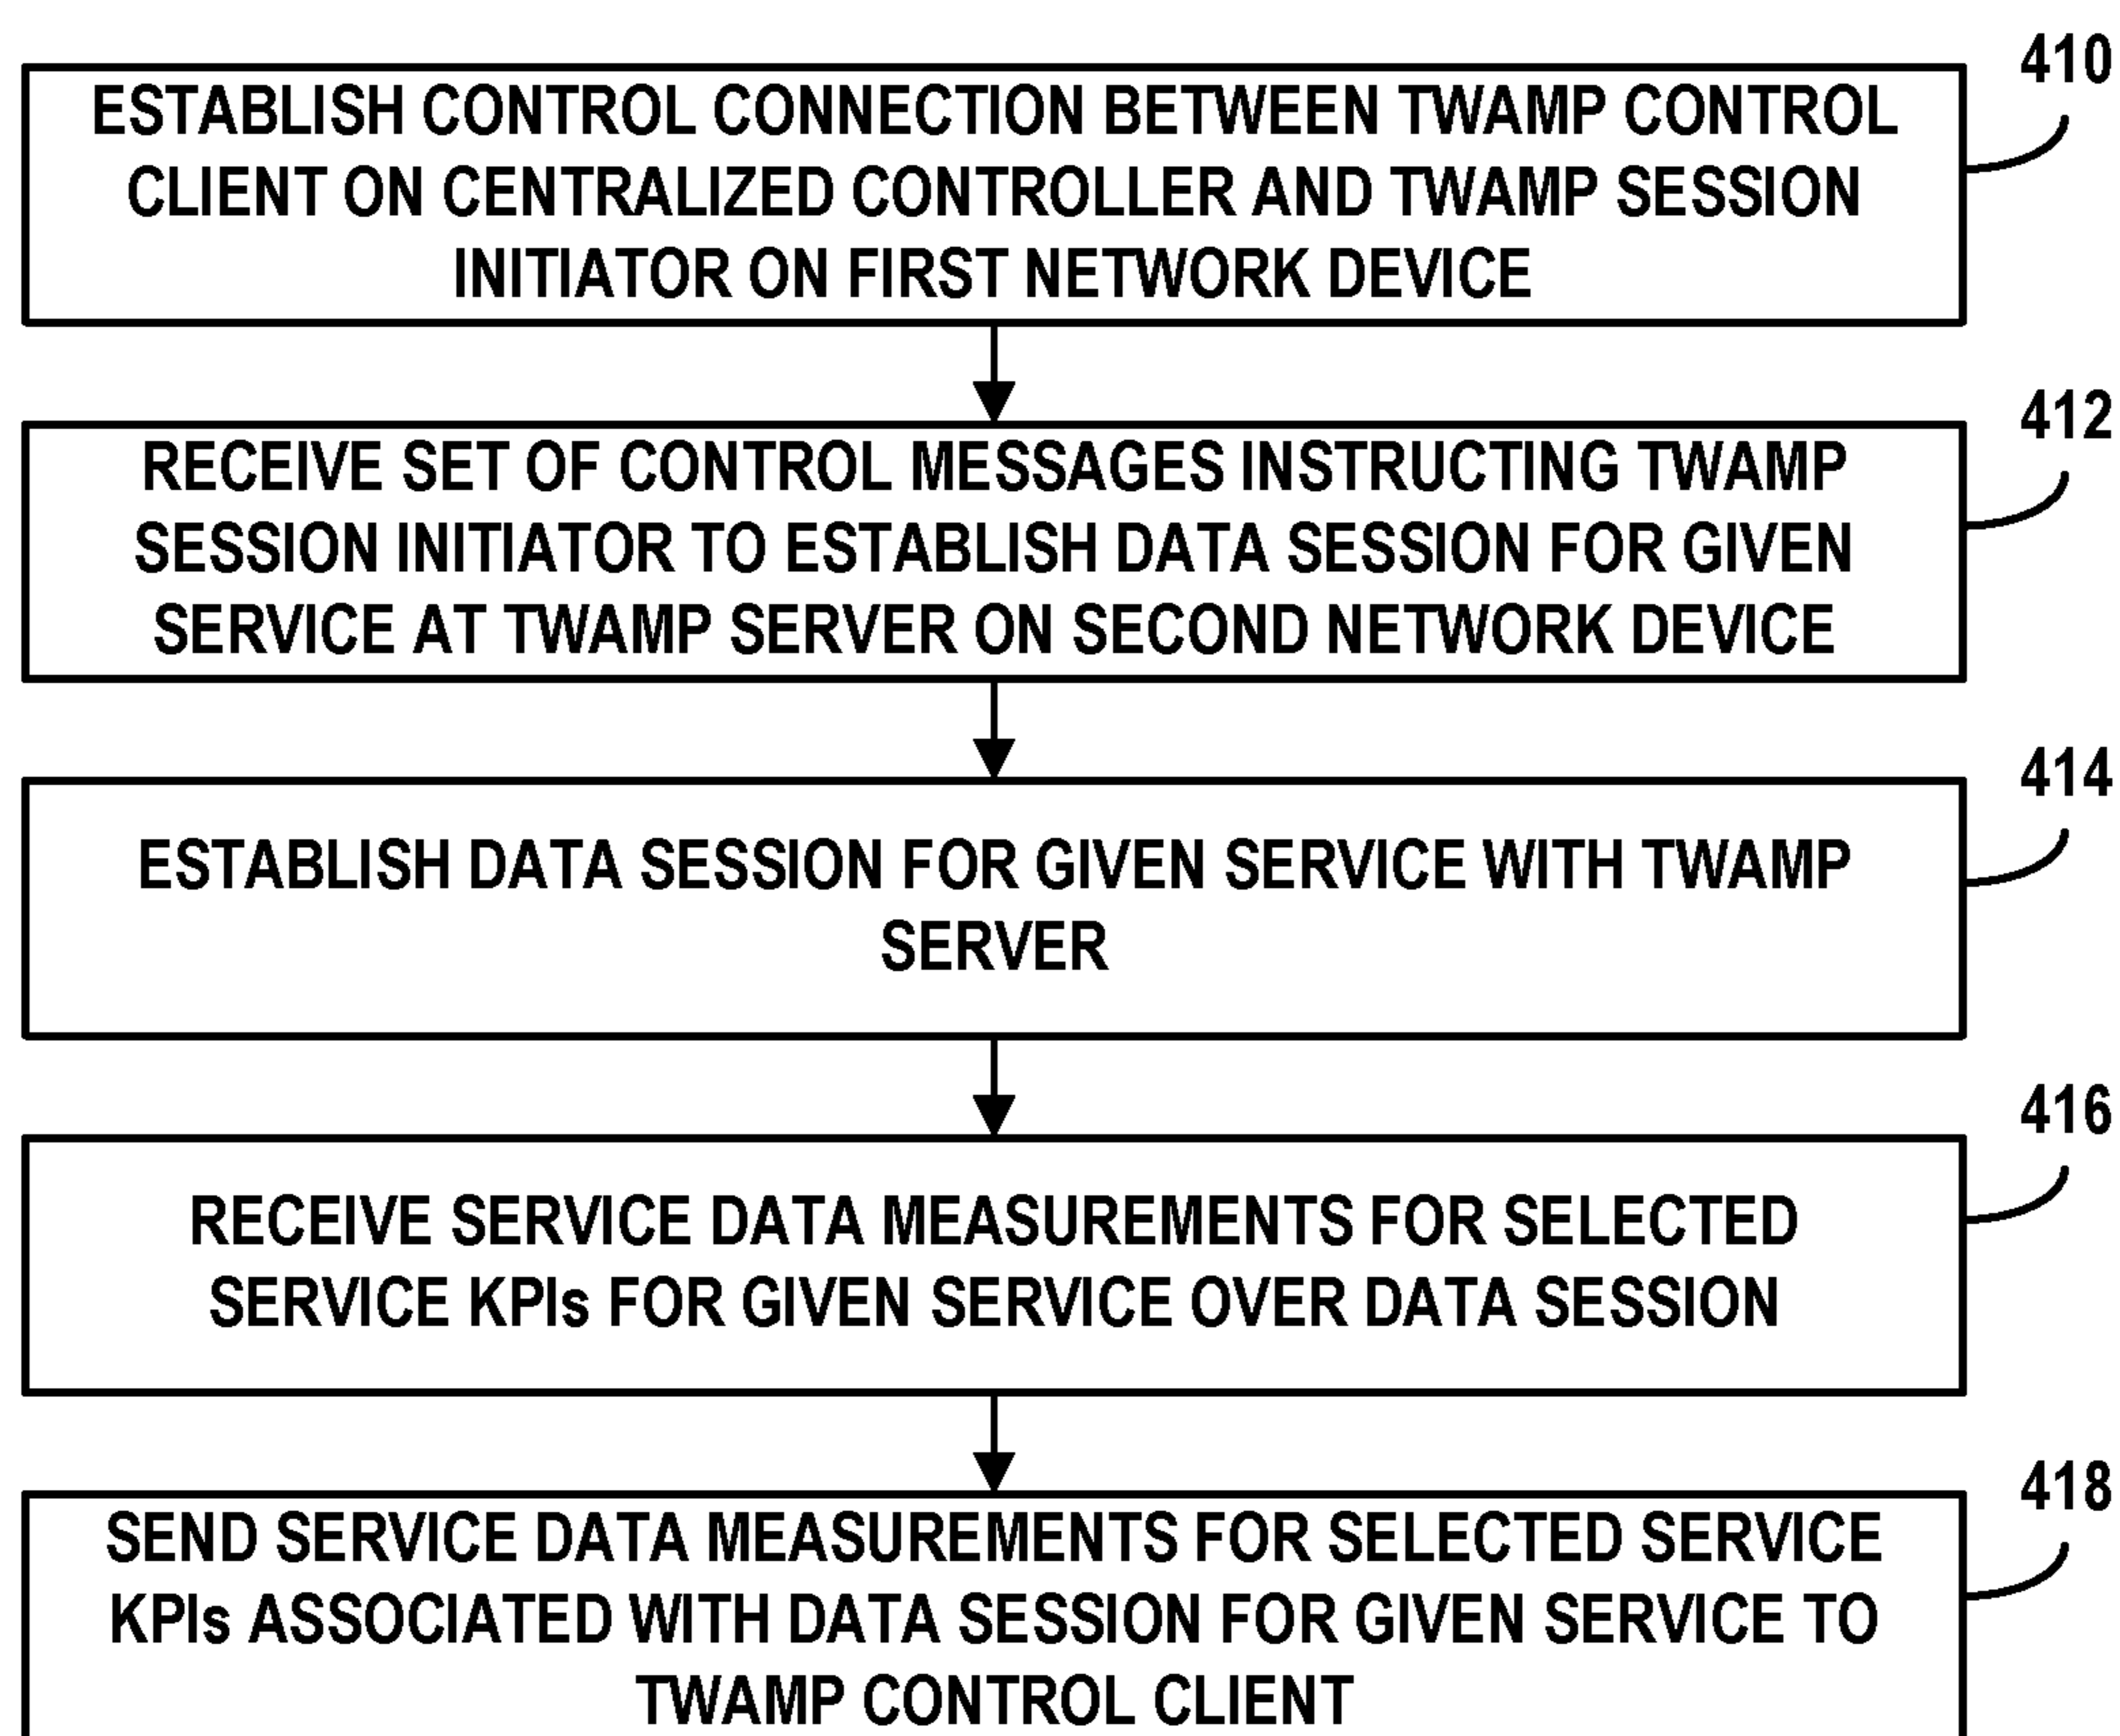 410
ESTABLISH CONTROL CONNECTION BETWEEN TWAMP CONTROL
CLIENT ON CENTRALIZED CONTROLLER AND TWAMP SESSION
INITIATOR ON FIRST NETWORK DEVICE
412
RECEIVE SET OF CONTROL MESSAGES INSTRUCTING TWAMP
SESSION INITIATOR TO ESTABLISH DATA SESSION FOR GIVEN
SERVICE AT TWAMP SERVER ON SECOND NETWORK DEVICE
414
ESTABLISH DATA SESSION FOR GIVEN SERVICE WITH TWAMP
SERVER
416
RECEIVE SERVICE DATA MEASUREMENTS FOR SELECTED
SERVICE KPIs FOR GIVEN SERVICE OVER DATA SESSION
418
SEND SERVICE DATA MEASUREMENTS FOR SELECTED SERVICE
KPIs ASSOCIATED WITH DATA SESSION FOR GIVEN SERVICE TO
TWAMP CONTROL CLIENT